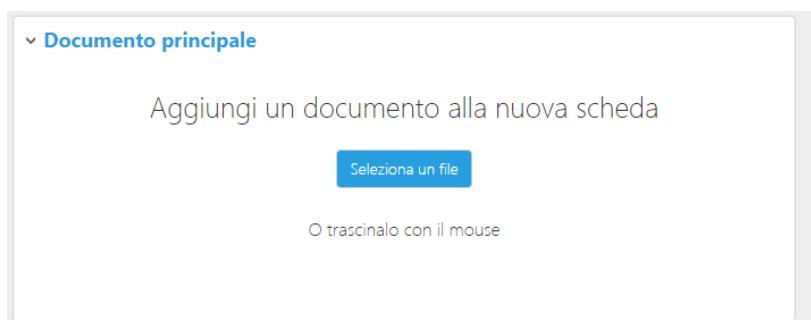 Documento principale
Aggiungi un documento alla nuova scheda
Seleziona un file
O trascinalo con il mouse